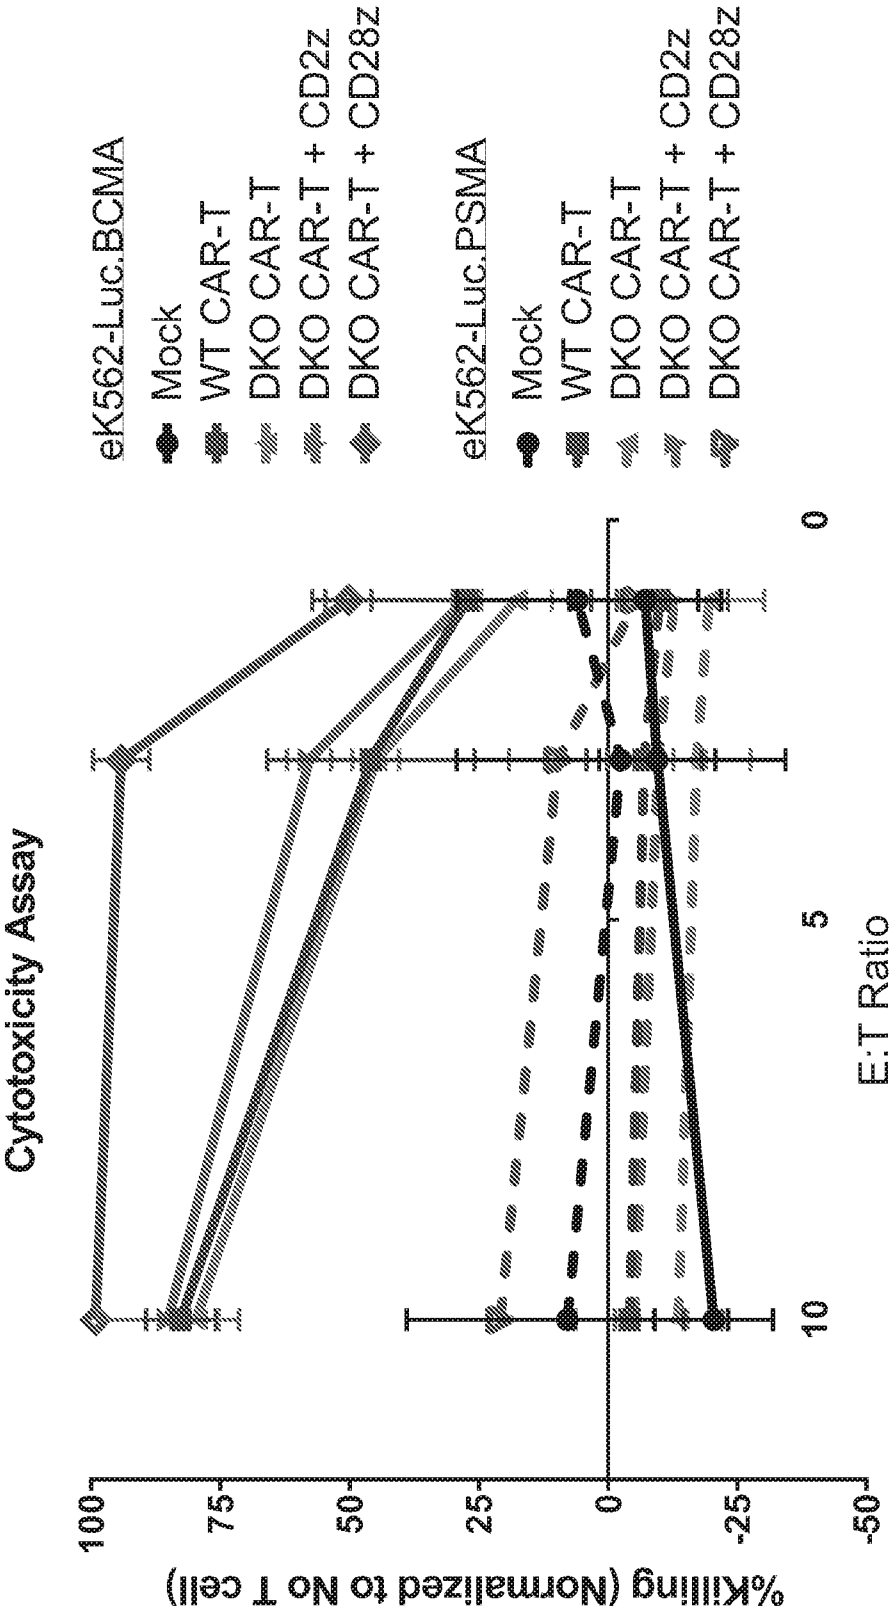 Cytotoxicity Assay
%Killing (Normalized to No T cell)
100
75
50
25
0
-25
-50
10
5
0
E:T Ratio
eK562-Luc.BCMA
Mock
WT CAR-T
DKO CAR-T
DKO CAR-T + CD2z
DKO CAR-T + CD28z
eK562-Luc.PSMA
Mock
WT CAR-T
DKO CAR-T
DKO CAR-T + CD2z
DKO CAR-T + CD28z